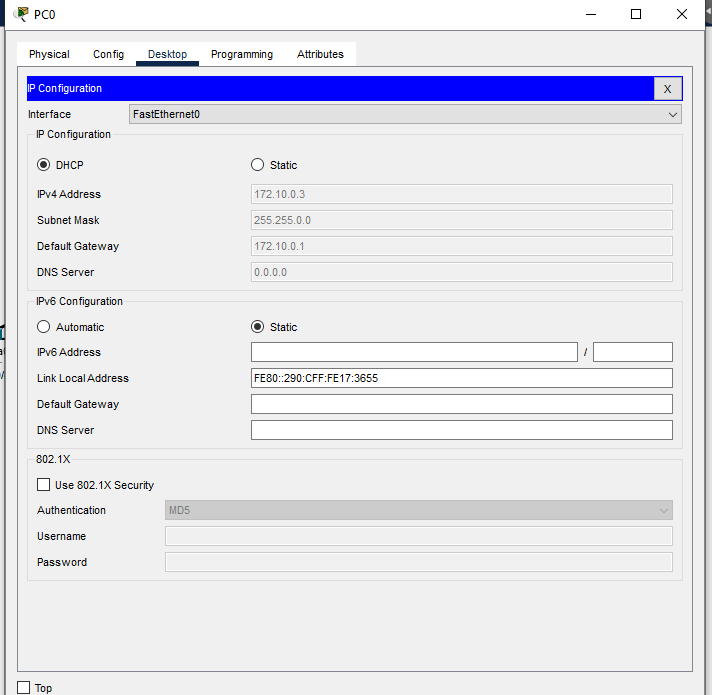 PC0
Physical Config Desktop Programming Attributes
IP Configuration X
Interface FastEthernet0
IP Configuration
DHCP Static
IPv4 Address 172.10.0.3
Subnet Mask 255.255.0.0
Default Gateway 172.10.0.1
DNS Server 0.0.0.0
IPv6 Configuration
Automatic Static
IPv6 Address /
Link Local Address FE80::290:CFF:FE17:3655
Default Gateway
DNS Server
802.1X
Use 802.1X Security
Authentication MD5
Username
Password
Top